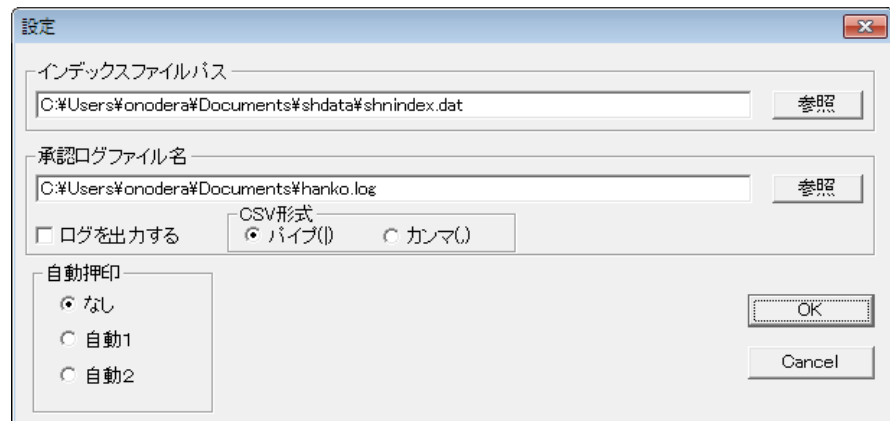 設定
インデックスファイルパス
C:¥Users¥onodera¥Documents¥shdata¥shnindex.dat
参照
承認ログファイル名
C:¥Users¥onodera¥Documents¥hanko.log
参照
ログを出力する
CSV形式
パイプ(|)
カンマ(,)
自動押印
なし
自動1
自動2
OK
Cancel